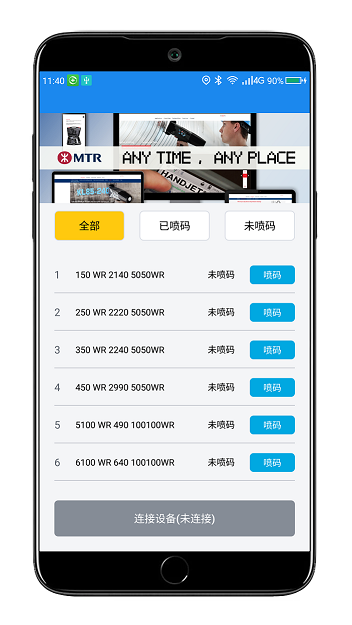 11:40
4G 90%
MTR
ANY TIME , ANY PLACE
HANDJET
全部
已喷码
未喷码
1 150 WR 2140 5050WR 未喷码 喷码
2 250 WR 2220 5050WR 未喷码 喷码
3 350 WR 2240 5050WR 未喷码 喷码
4 450 WR 2990 5050WR 未喷码 喷码
5 5100 WR 490 100100WR 未喷码 喷码
6 6100 WR 640 100100WR 未喷码 喷码
连接设备(未连接)